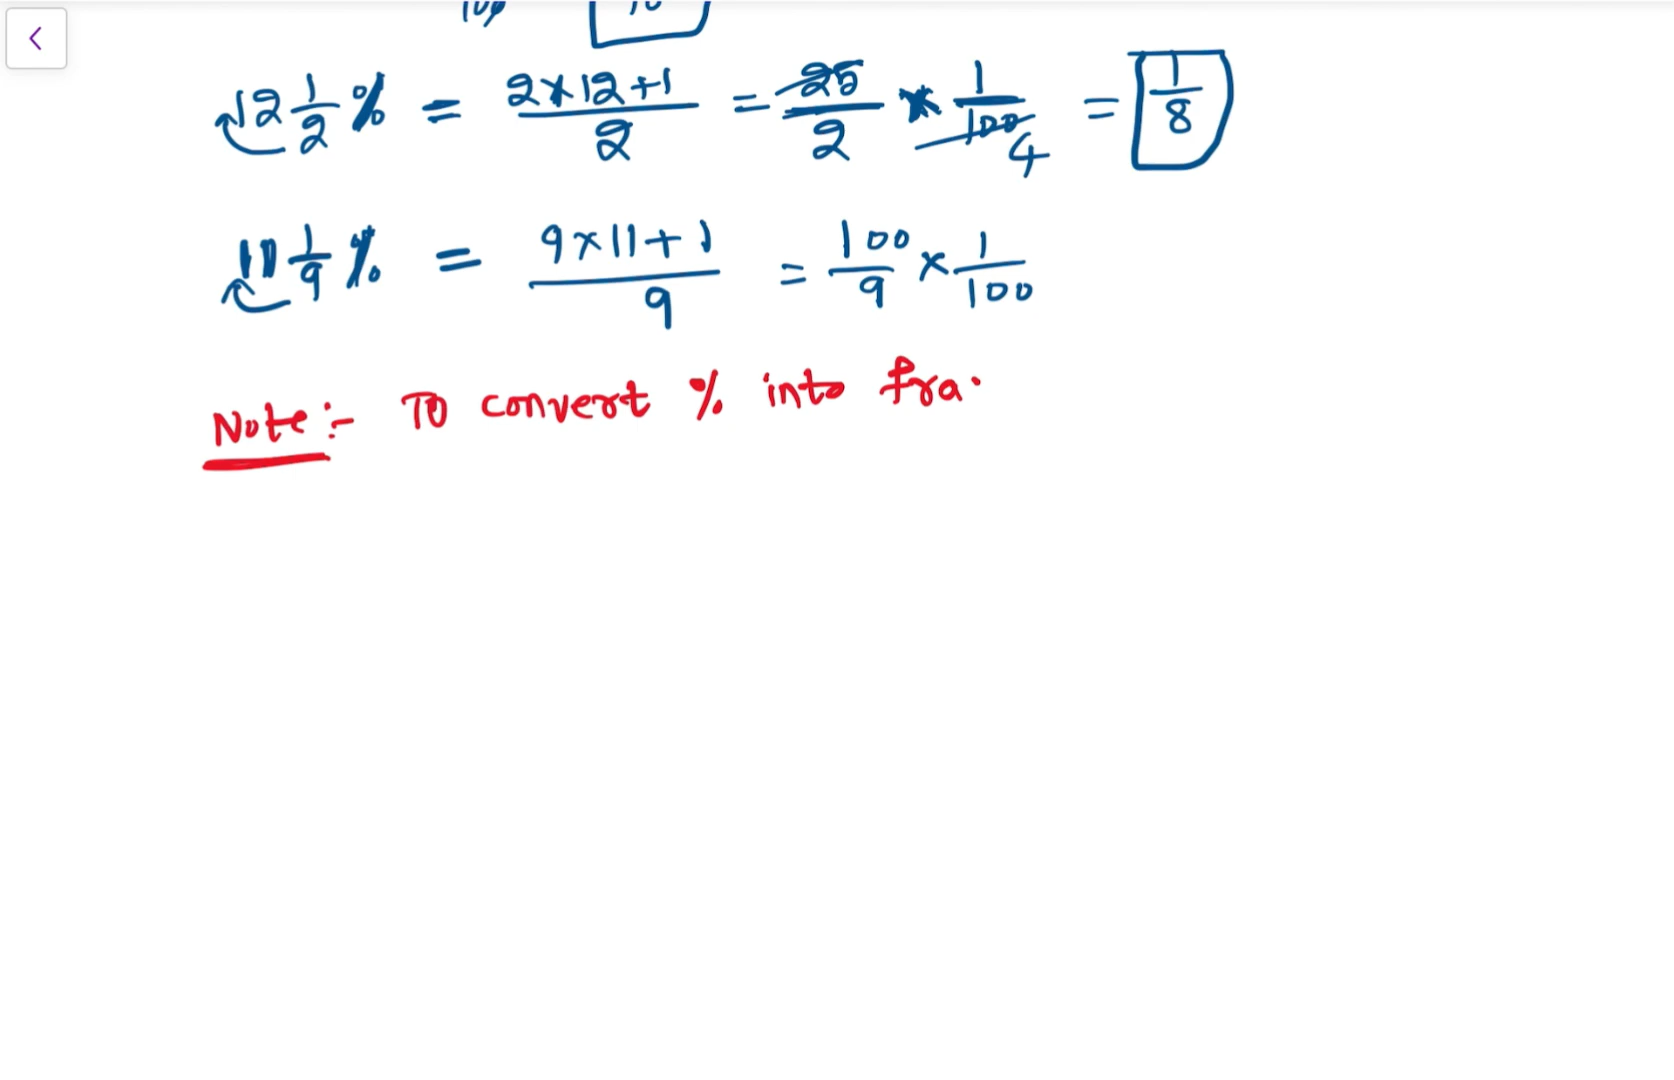 12 1/2 % = 2×12+1/2 = 25/2 × 1/100 4 = 1/8
11 1/9 % = 9×11+1/9 = 100/9 × 1/100
Note:- To convert % into fra.